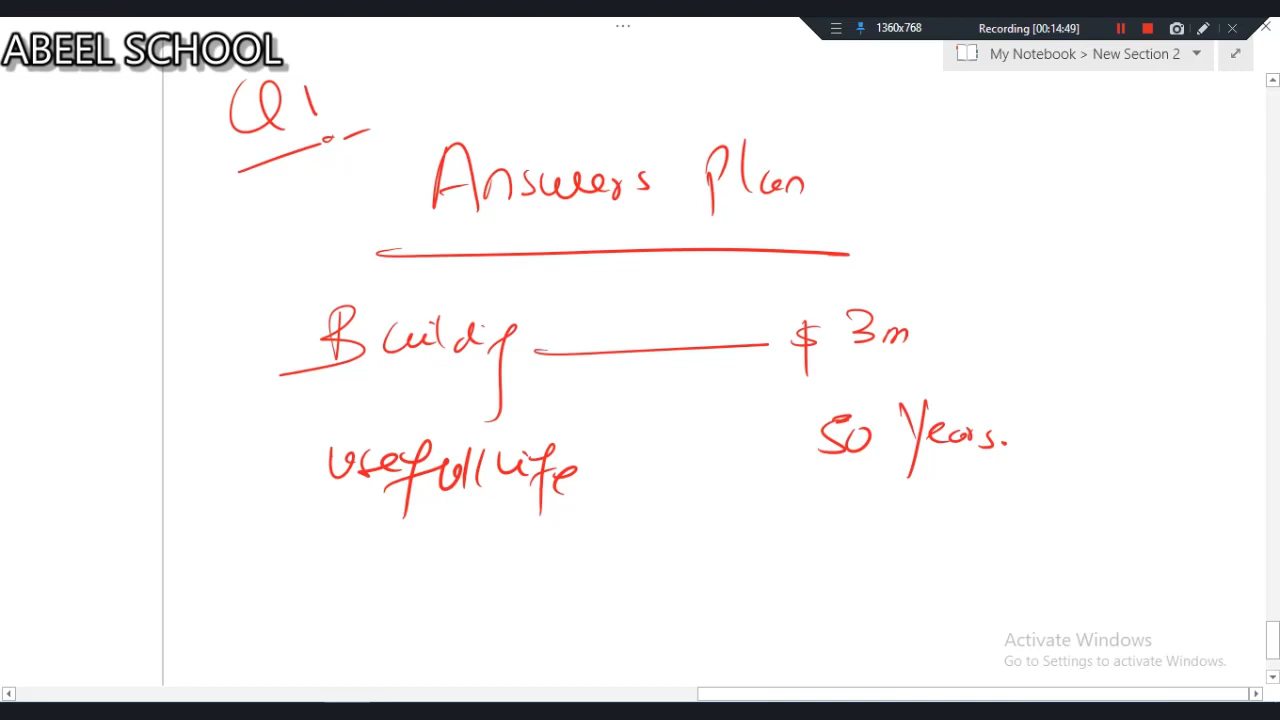 ABEEL SCHOOL
1360x768
Recording [00:14:49]
My Notebook > New Section 2
Q1
Answers Plan
Building $ 3m
usefull life 50 Years.
Activate Windows
Go to Settings to activate Windows.